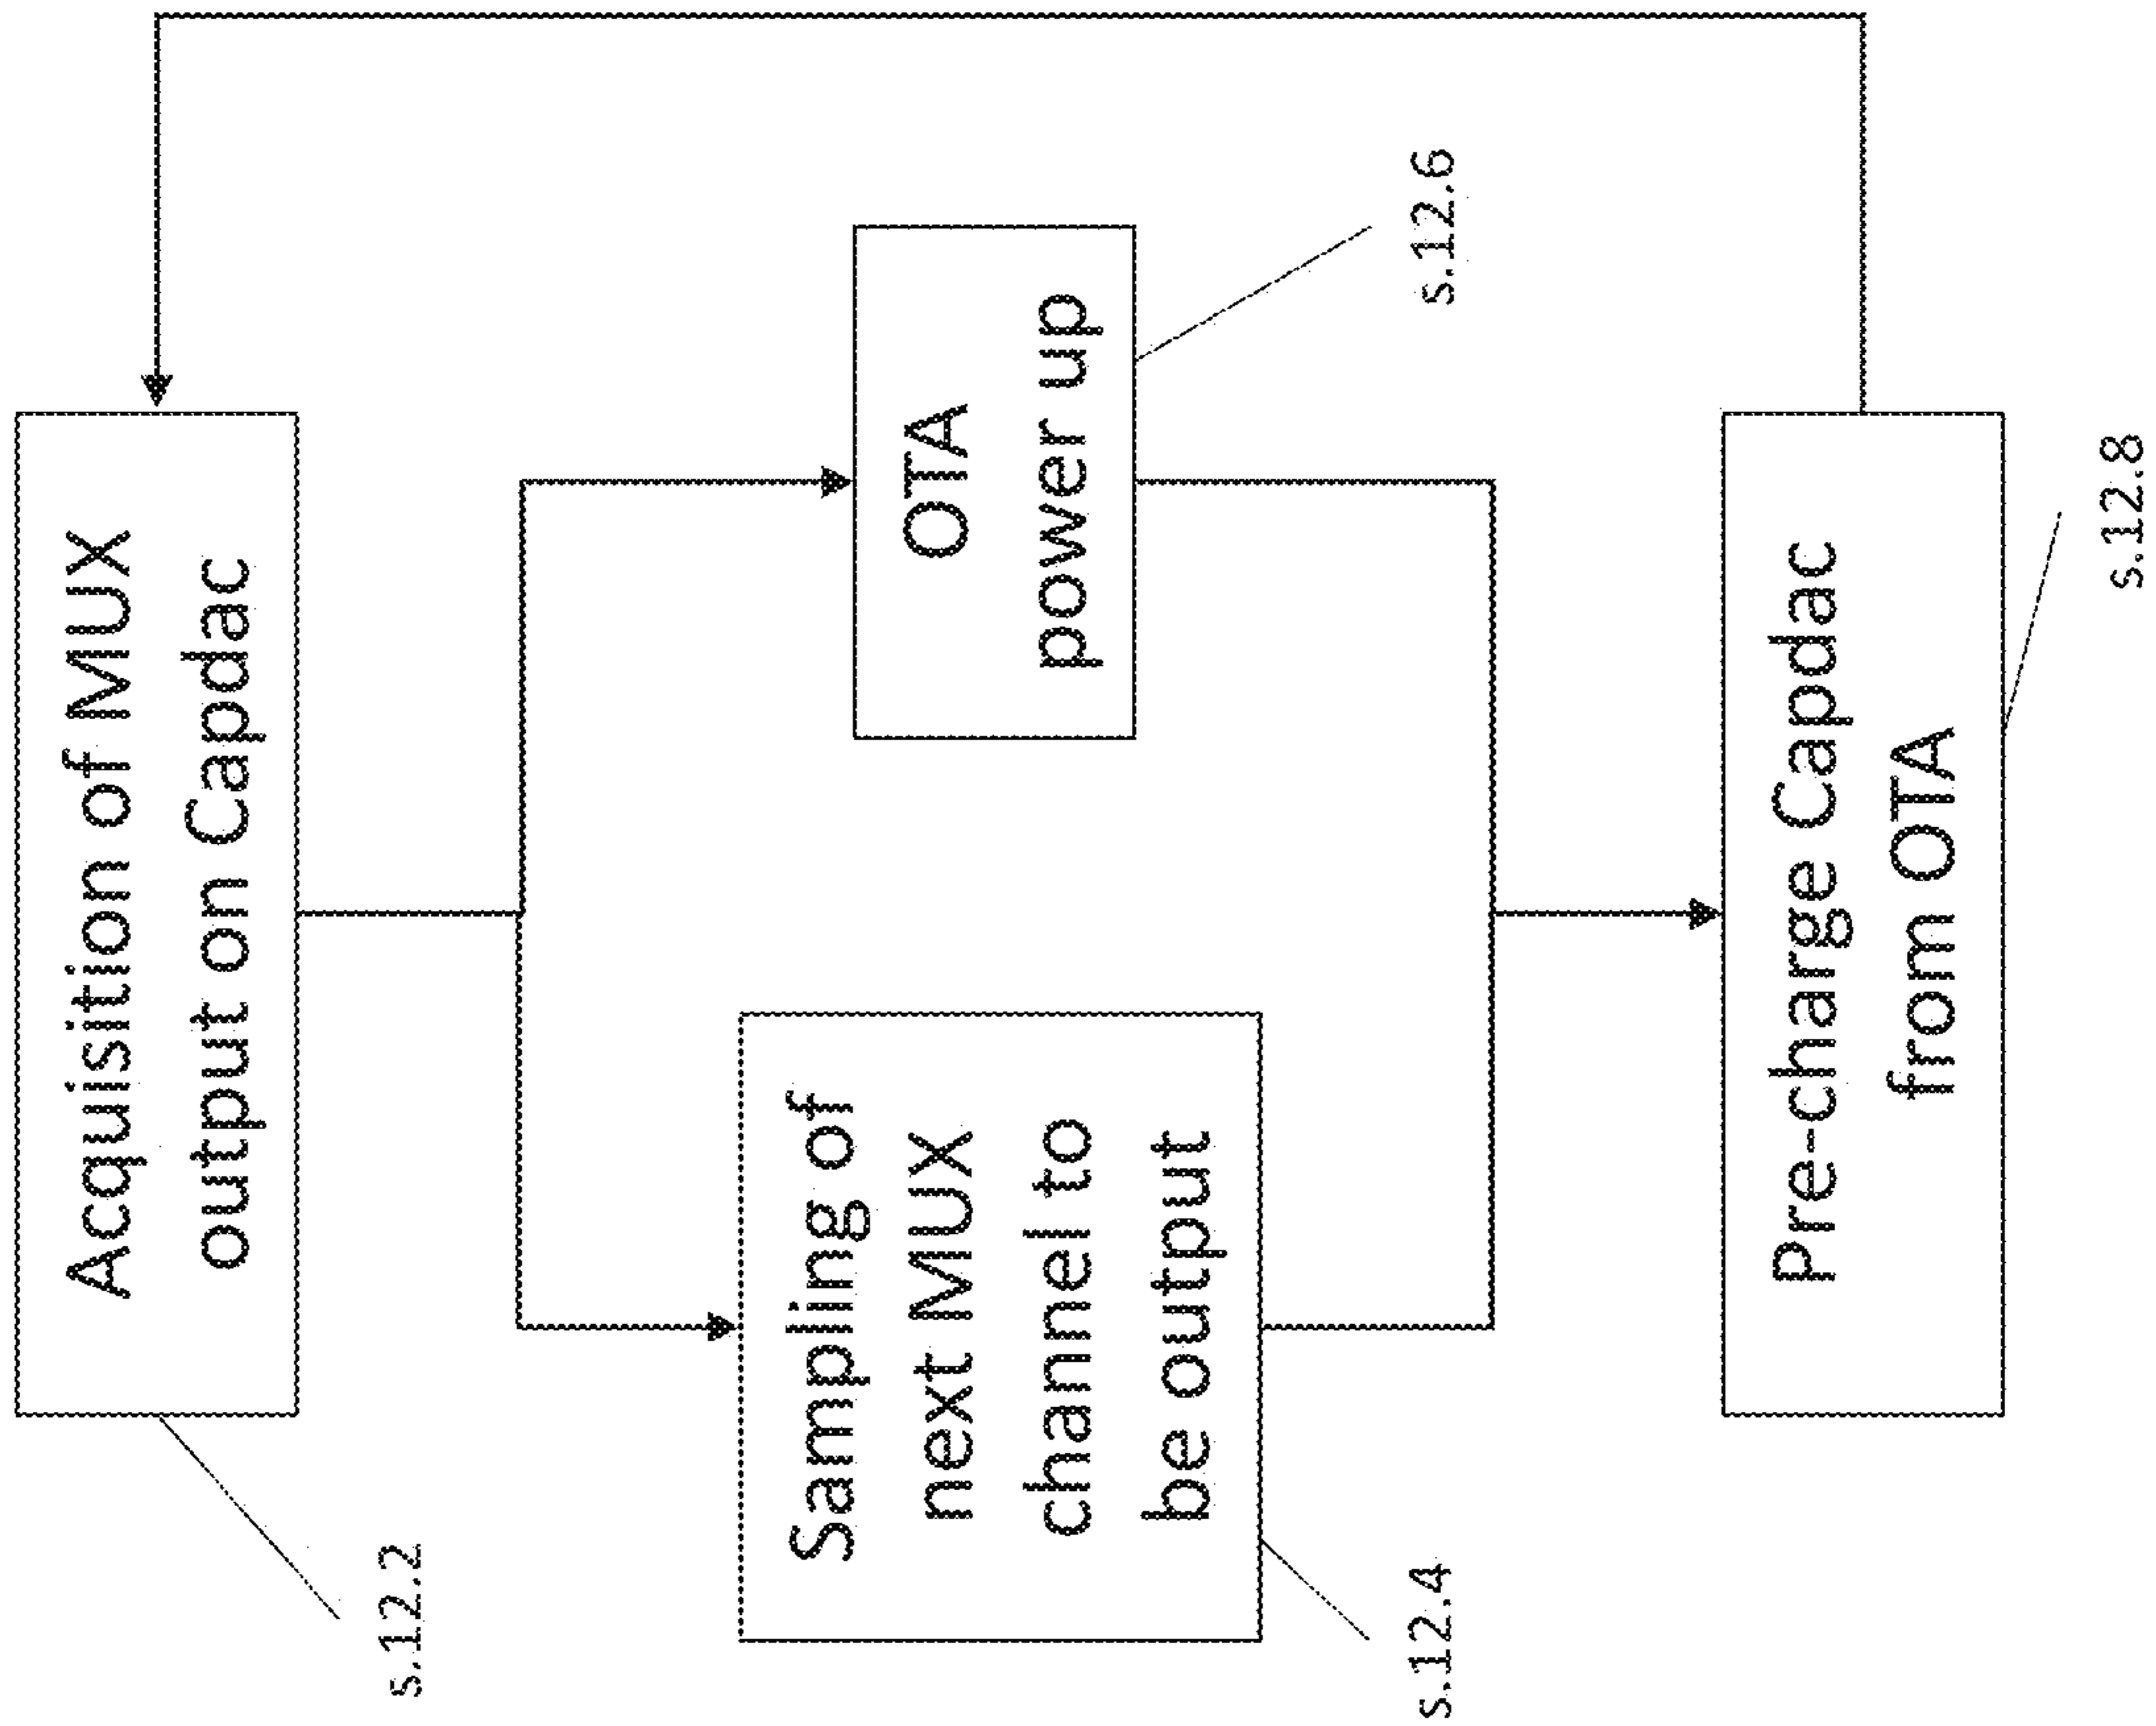 Acquisition of MUX
output on Capdac
s.12.2
Sampling of
next MUX
channel to
be output
s.12.4
OTA
power up
s.12.6
Pre-charge Capdac
from OTA
s.12.8